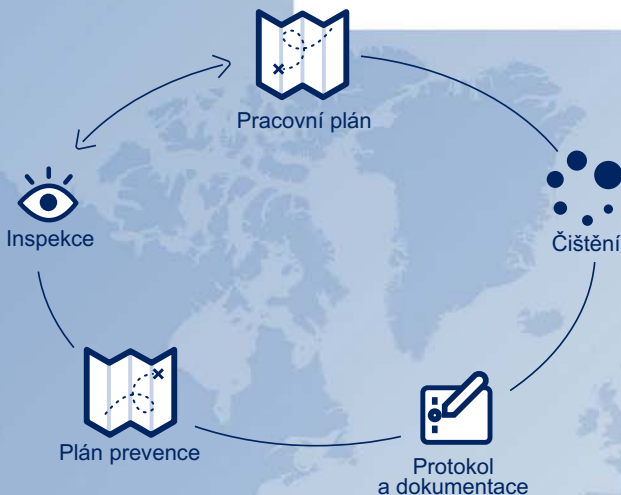 Pracovní plán
Inspekce
Čištění
Plán prevence
Protokol
a dokumentace